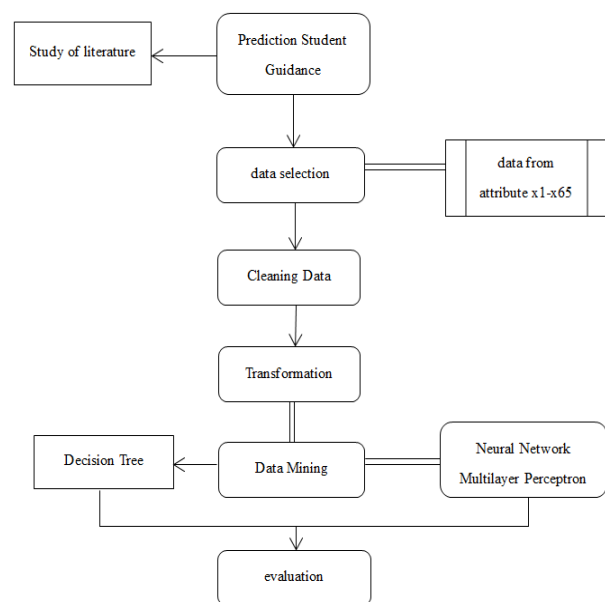 Study of literature
Prediction Student
Guidance
data selection
data from
attribute x1-x65
Cleaning Data
Transformation
Decision Tree
Data Mining
Neural Network
Multilayer Perceptron
evaluation